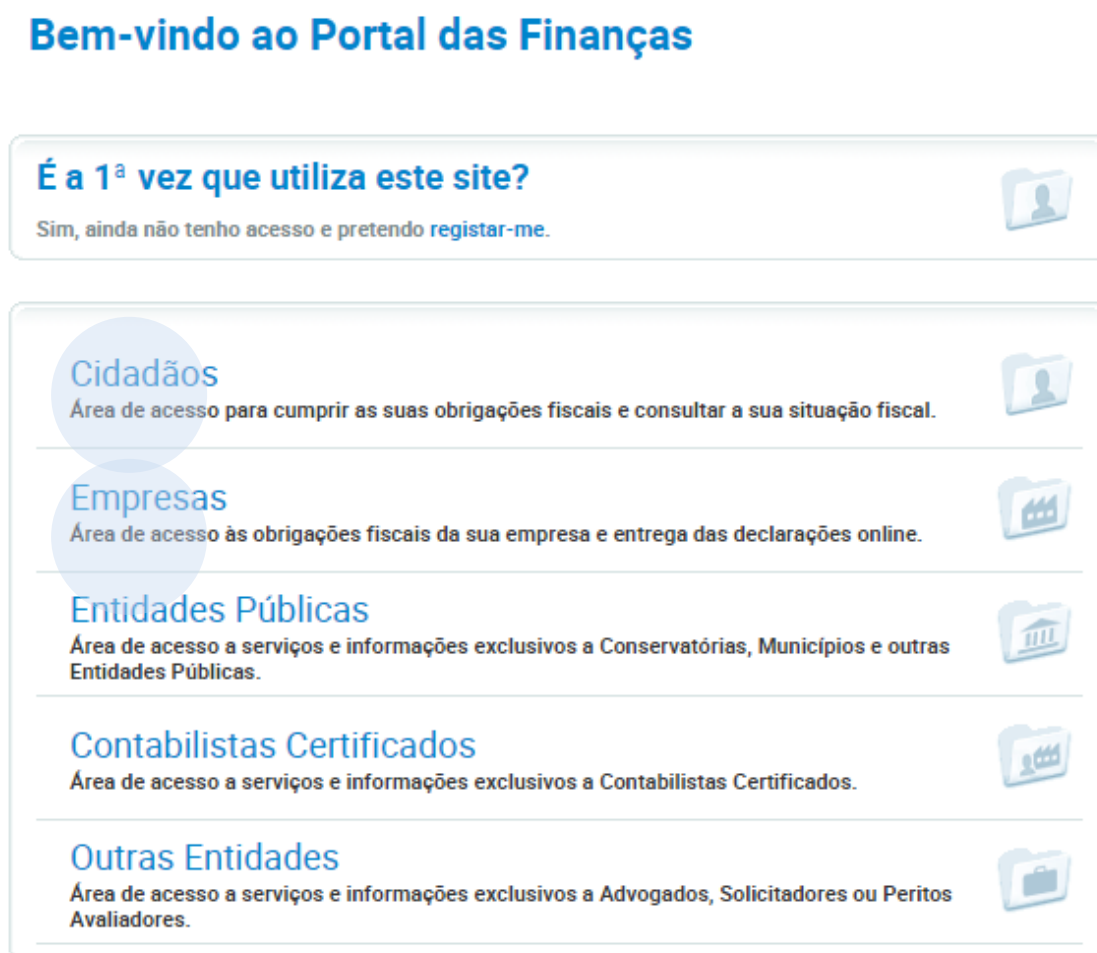 Bem-vindo ao Portal das Finanças
É a 1ª vez que utiliza este site?
Sim, ainda não tenho acesso e pretendo registar-me.
Cidadãos
Área de acesso para cumprir as suas obrigações fiscais e consultar a sua situação fiscal.
Empresas
Área de acesso às obrigações fiscais da sua empresa e entrega das declarações online.
Entidades Públicas
Área de acesso a serviços e informações exclusivos a Conservatórias, Municípios e outras
Entidades Públicas.
Contabilistas Certificados
Área de acesso a serviços e informações exclusivos a Contabilistas Certificados.
Outras Entidades
Área de acesso a serviços e informações exclusivos a Advogados, Solicitadores ou Peritos
Avaliadores.